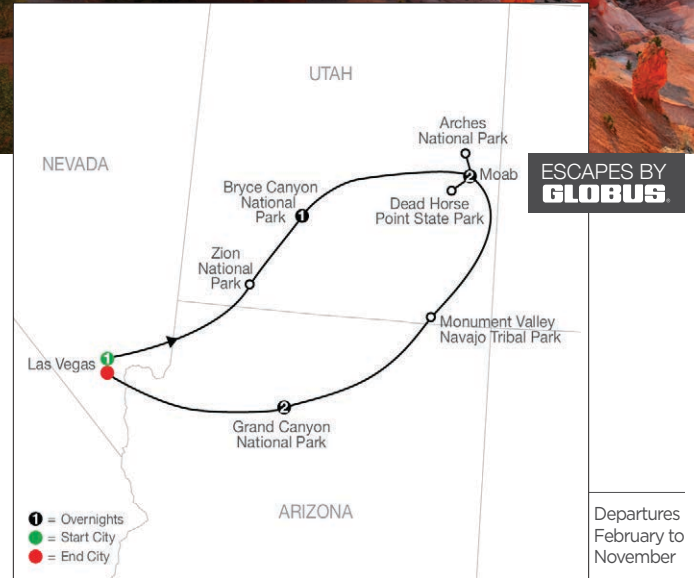 UTAH
Arches
National Park
NEVADA
2 Moab
ESCAPES BY
GLOBUS®
Bryce Canyon
National
Park 1
Dead Horse
Point State Park
Zion
National
Park
Monument Valley
Navajo Tribal Park
Las Vegas 1
2
Grand Canyon
National Park
ARIZONA
1 = Overnights
= Start City
= End City
Departures
February to
November